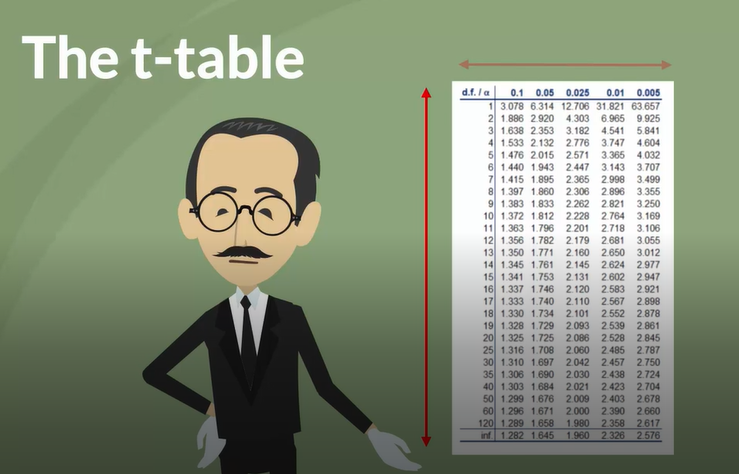 The t-table
d.f. / α 0.1 0.05 0.025 0.01 0.005
1 3.078 6.314 12.706 31.821 63.657
2 1.886 2.920 4.303 6.965 9.925
3 1.638 2.353 3.182 4.541 5.841
4 1.533 2.132 2.776 3.747 4.604
5 1.476 2.015 2.571 3.365 4.032
6 1.440 1.943 2.447 3.143 3.707
7 1.415 1.895 2.365 2.998 3.499
8 1.397 1.860 2.306 2.896 3.355
9 1.383 1.833 2.262 2.821 3.250
10 1.372 1.812 2.228 2.764 3.169
11 1.363 1.796 2.201 2.718 3.106
12 1.356 1.782 2.179 2.681 3.055
13 1.350 1.771 2.160 2.650 3.012
14 1.345 1.761 2.145 2.624 2.977
15 1.341 1.753 2.131 2.602 2.947
16 1.337 1.746 2.120 2.583 2.921
17 1.333 1.740 2.110 2.567 2.898
18 1.330 1.734 2.101 2.552 2.878
19 1.328 1.729 2.093 2.539 2.861
20 1.325 1.725 2.086 2.528 2.845
25 1.316 1.708 2.060 2.485 2.787
30 1.310 1.697 2.042 2.457 2.750
35 1.306 1.690 2.030 2.438 2.724
40 1.303 1.684 2.021 2.423 2.704
50 1.299 1.676 2.009 2.403 2.678
60 1.296 1.671 2.000 2.390 2.660
120 1.289 1.658 1.980 2.358 2.617
inf 1.282 1.645 1.960 2.326 2.576